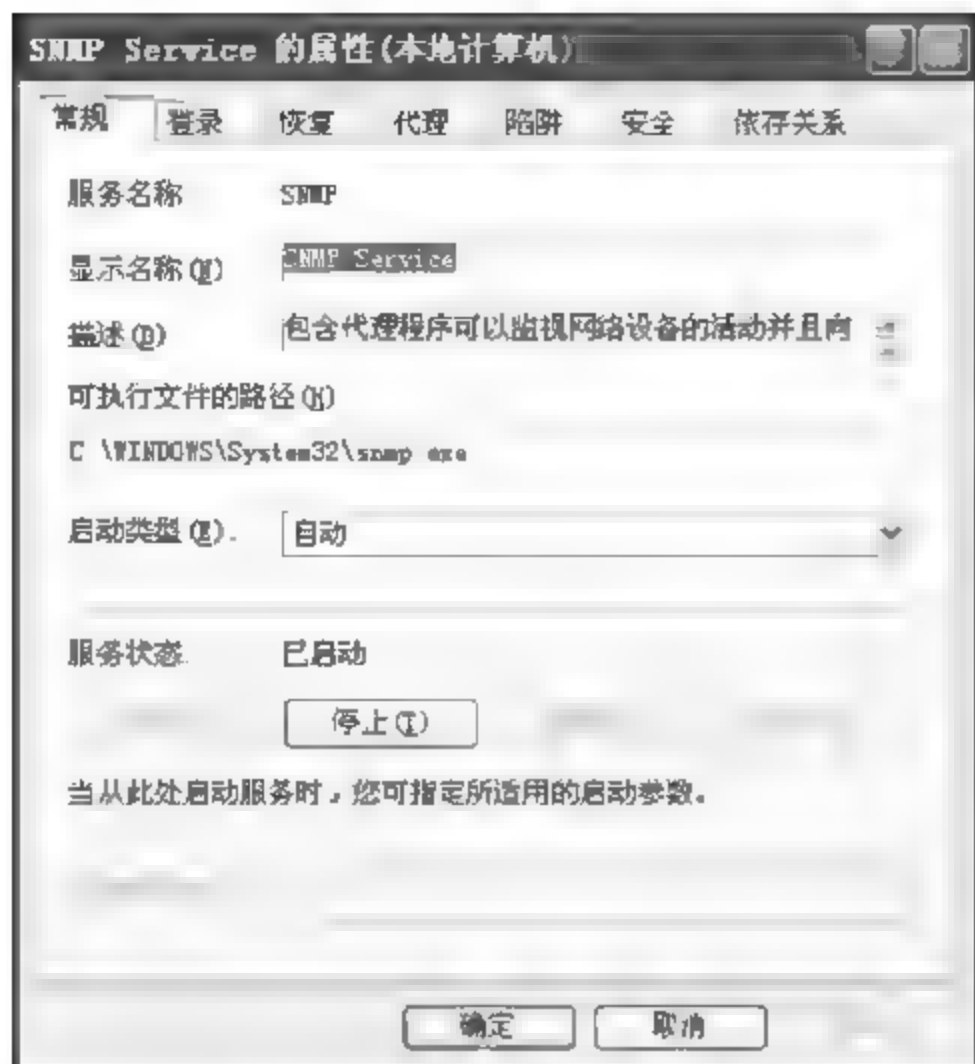 SNMP Service 的属性(本地计算机)
常规 登录 恢复 代理 陷阱 安全 依存关系
服务名称 SNMP
显示名称(N) SNMP Service
描述(D) 包含代理程序可以监视网络设备的活动并且向
可执行文件的路径(H)
C \WINDOWS\System32\snmp exe
启动类型(E). 自动
服务状态 已启动
停止(T)
当从此处启动服务时，您可指定所适用的启动参数。
确定 取消